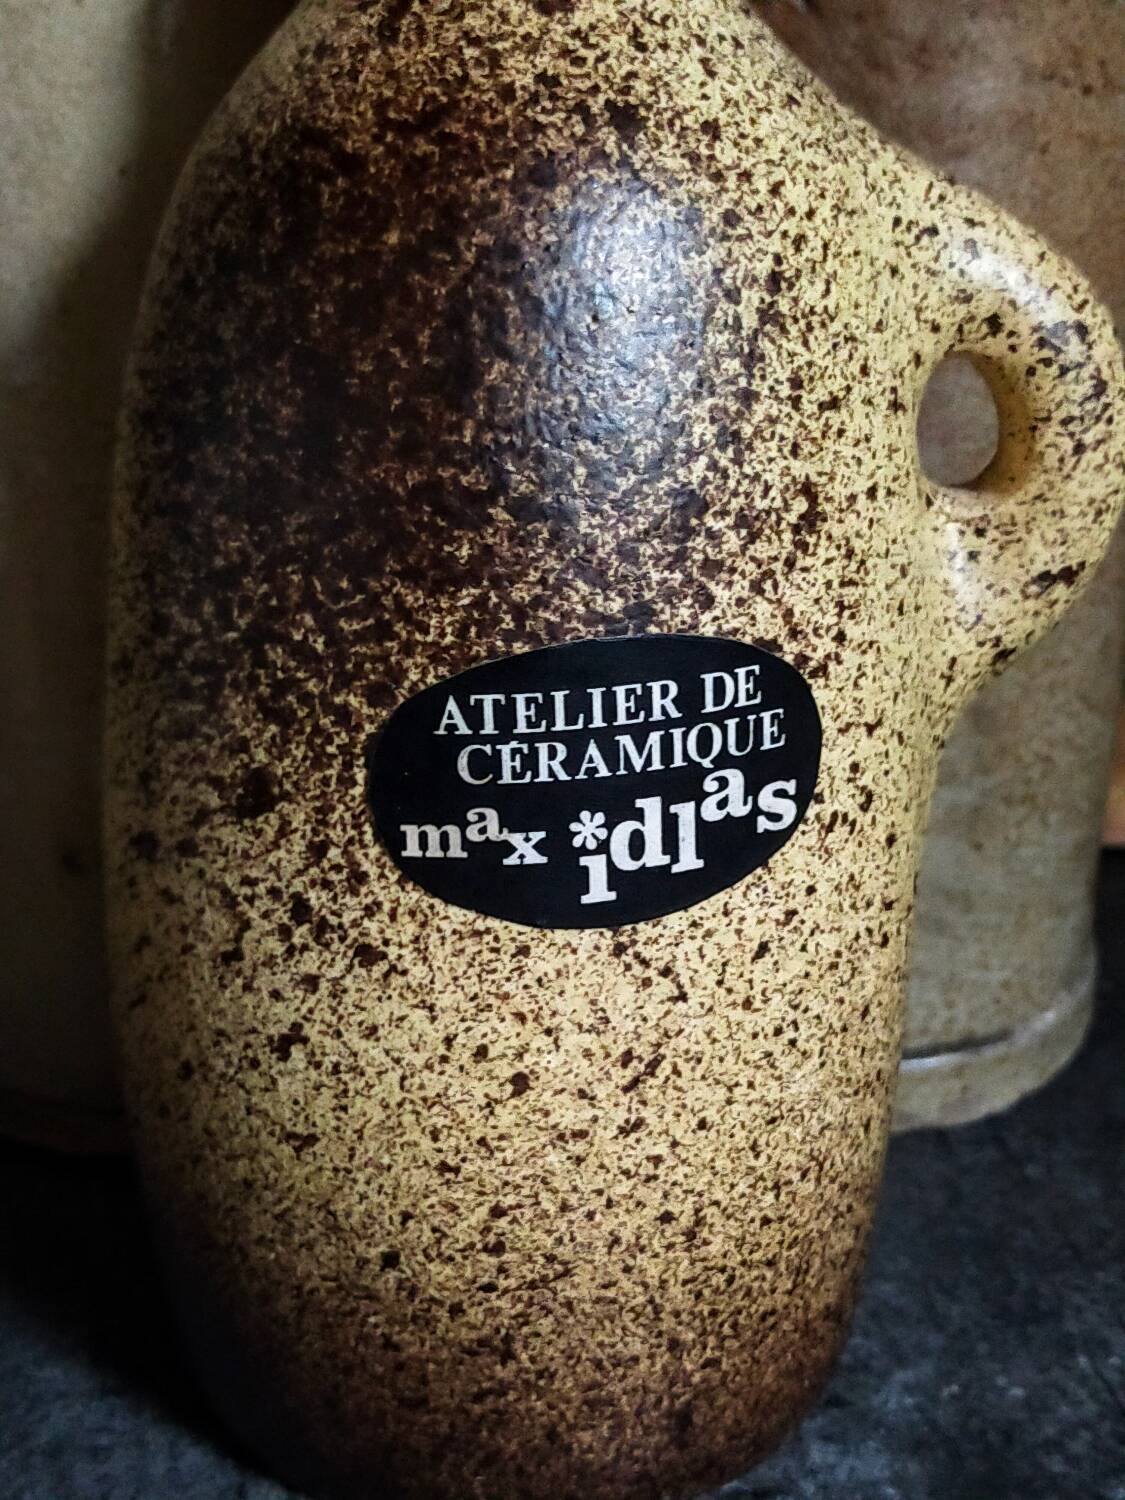 ATELIER DE
CÉRAMIQUE
max idlas